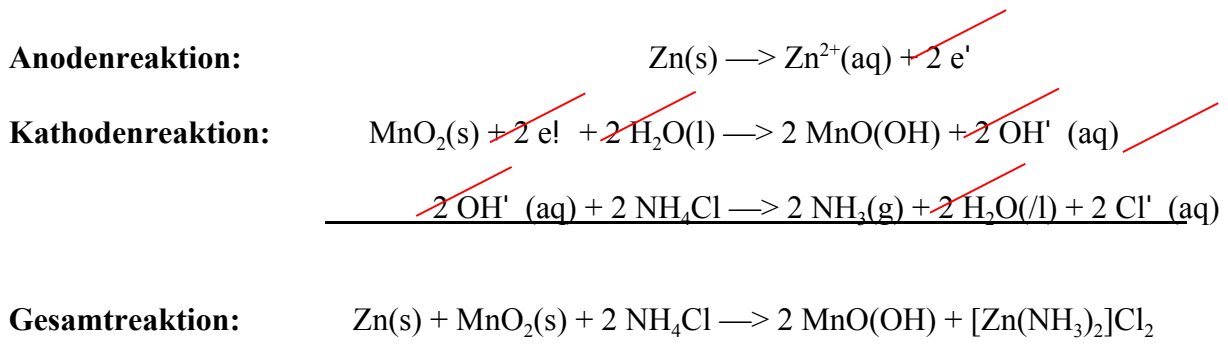 Anodenreaktion: Zn(s) —> Zn²⁺(aq) + 2 e'
Kathodenreaktion: MnO₂(s) + 2 e! + 2 H₂O(l) —> 2 MnO(OH) + 2 OH' (aq)
2 OH' (aq) + 2 NH₄Cl —> 2 NH₃(g) + 2 H₂O(/l) + 2 Cl' (aq)
Gesamtreaktion: Zn(s) + MnO₂(s) + 2 NH₄Cl —> 2 MnO(OH) + [Zn(NH₃)₂]Cl₂